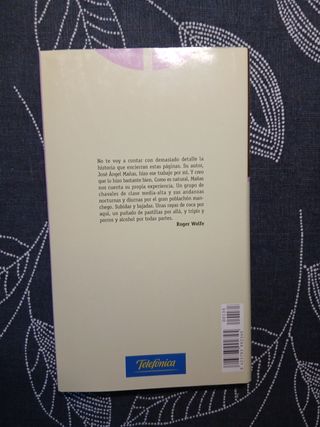 No te voy a contar con demasiado detalle la
historia que encierran estas páginas. Su autor,
José Ángel Mañas, hizo ese trabajo por mí. Y creo
que lo hizo bastante bien. Como es natural, Mañas
nos cuenta su propia experiencia. Un grupo de
chavales de clase media-alta y sus andanzas
nocturnas y diurnas por el gran poblachón man-
chego. Subidas y bajadas. Unas rayas de coca por
aquí, un puñado de pastillas por allá, y tripis y
porros y alcohol por todas partes.
Roger Wolfe
Telefónica